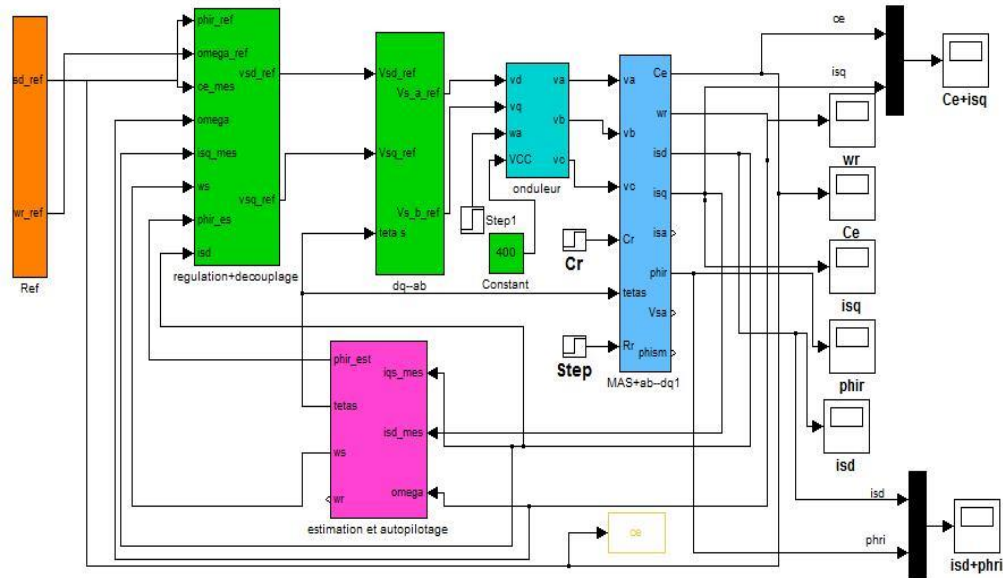 sd_ref
wr_ref
Ref
phir_ref
omega_ref
ce_mes
omega
isq_mes
ws
phir_es
isd
vsd_ref
vsq_ref
regulation+decouplage
Vsd_ref
Vsq_ref
teta s
Vs_a_ref
Vs_b_ref
dq--ab
vd
vq
wa
VCC
va
vb
vc
onduleur
Step1
400
Constant
Cr
Step
va
vb
vc
Cr
tetas
Rr
Ce
wr
isd
isq
isa
phir
Vsa
phism
MAS+ab--dq1
phir_est
tetas
ws
wr
iqs_mes
isd_mes
omega
estimation et autopilotage
ce
ce
isq
Ce+isq
wr
Ce
isq
phir
isd
isd
phri
isd+phri